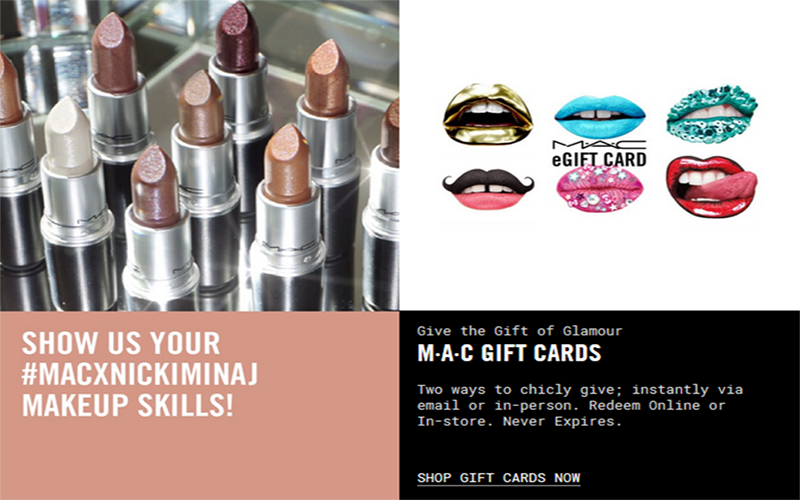 M·A·C
eGIFT CARD
SHOW US YOUR
#MACXNICKIMINAJ
MAKEUP SKILLS!
Give the Gift of Glamour
M·A·C GIFT CARDS
Two ways to chicly give; instantly via
email or in-person. Redeem Online or
In-store. Never Expires.
SHOP GIFT CARDS NOW